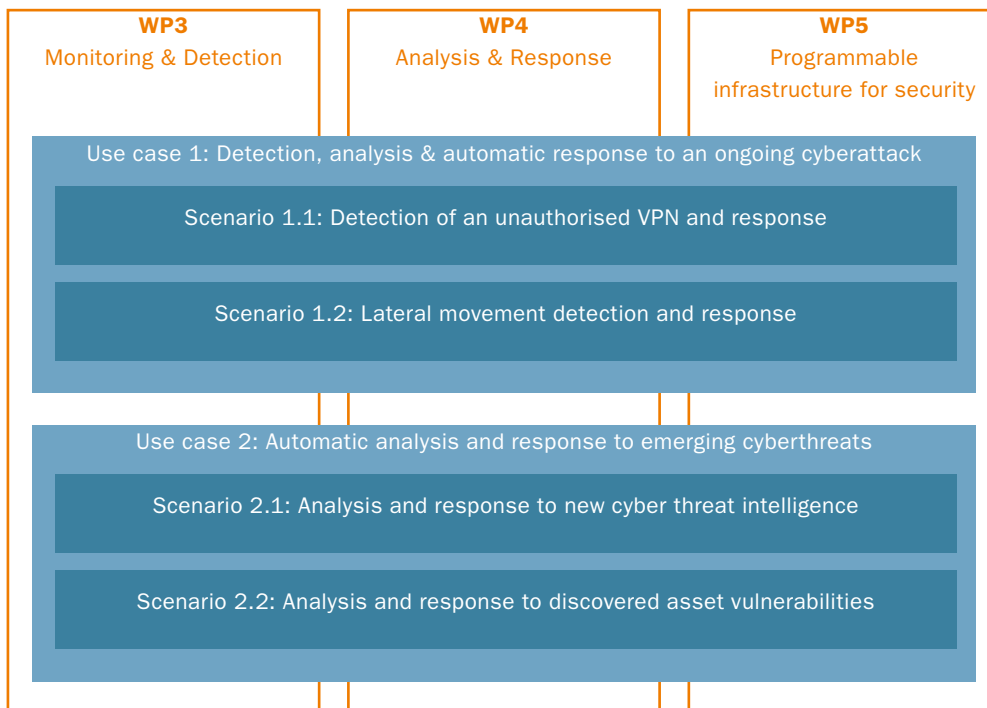 WP3
Monitoring & Detection
WP4
Analysis & Response
WP5
Programmable
infrastructure for security
Use case 1: Detection, analysis & automatic response to an ongoing cyberattack
Scenario 1.1: Detection of an unauthorised VPN and response
Scenario 1.2: Lateral movement detection and response
Use case 2: Automatic analysis and response to emerging cyberthreats
Scenario 2.1: Analysis and response to new cyber threat intelligence
Scenario 2.2: Analysis and response to discovered asset vulnerabilities